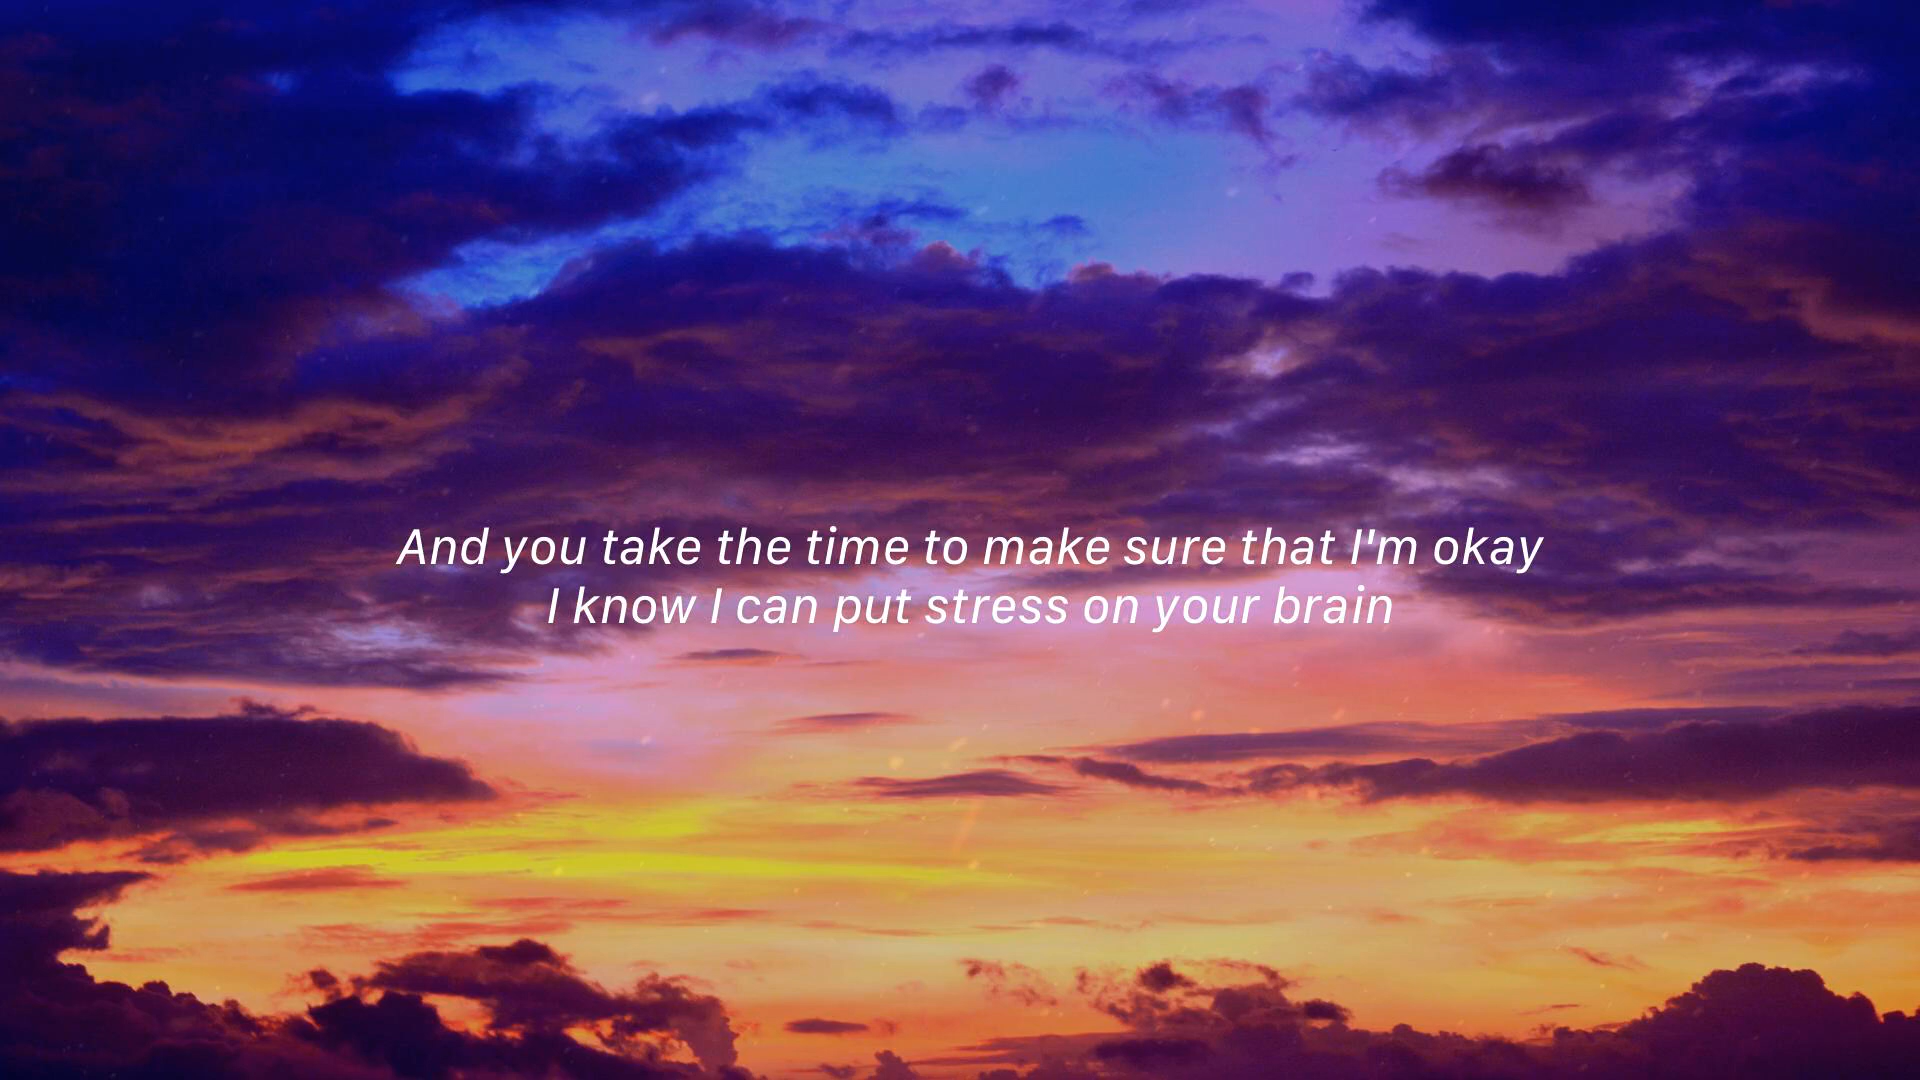 And you take the time to make sure that I'm okay
I know I can put stress on your brain